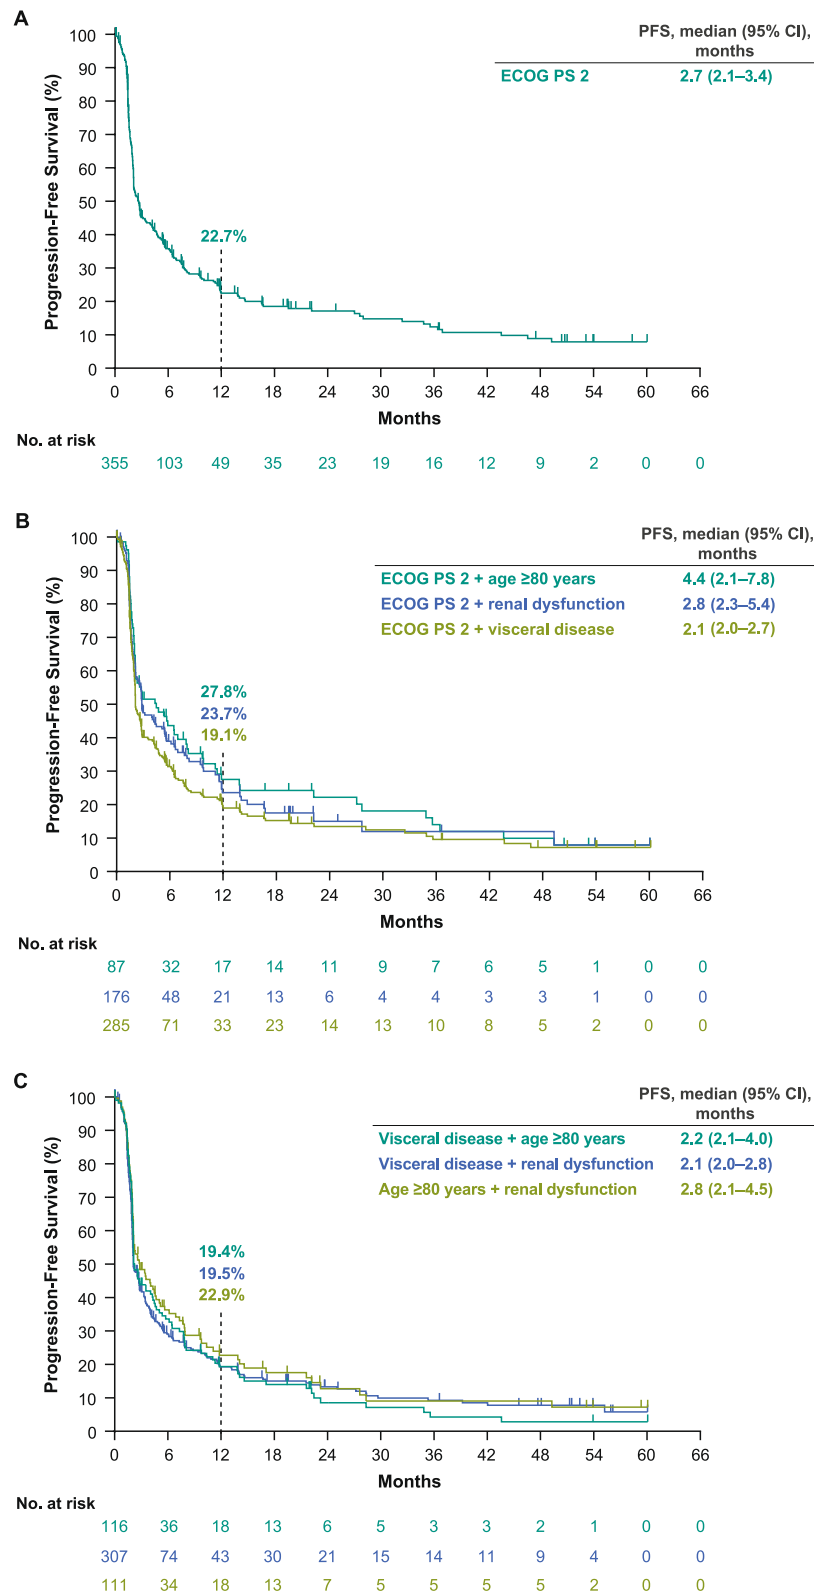 A
PFS, median (95% CI),
months
ECOG PS 2 2.7 (2.1–3.4)
Progression-Free Survival (%)
100
90
80
70
60
50
40
30
20
10
0
22.7%
0 6 12 18 24 30 36 42 48 54 60 66
Months
No. at risk
355 103 49 35 23 19 16 12 9 2 0 0
B
PFS, median (95% CI),
months
ECOG PS 2 + age ≥80 years 4.4 (2.1–7.8)
ECOG PS 2 + renal dysfunction 2.8 (2.3–5.4)
ECOG PS 2 + visceral disease 2.1 (2.0–2.7)
Progression-Free Survival (%)
100
90
80
70
60
50
40
30
20
10
0
27.8%
23.7%
19.1%
0 6 12 18 24 30 36 42 48 54 60 66
Months
No. at risk
87 32 17 14 11 9 7 6 5 1 0 0
176 48 21 13 6 4 4 3 3 1 0 0
285 71 33 23 14 13 10 8 5 2 0 0
C
PFS, median (95% CI),
months
Visceral disease + age ≥80 years 2.2 (2.1–4.0)
Visceral disease + renal dysfunction 2.1 (2.0–2.8)
Age ≥80 years + renal dysfunction 2.8 (2.1–4.5)
Progression-Free Survival (%)
100
90
80
70
60
50
40
30
20
10
0
19.4%
19.5%
22.9%
0 6 12 18 24 30 36 42 48 54 60 66
Months
No. at risk
116 36 18 13 6 5 3 3 2 1 0 0
307 74 43 30 21 15 14 11 9 4 0 0
111 34 18 13 7 5 5 5 5 2 0 0